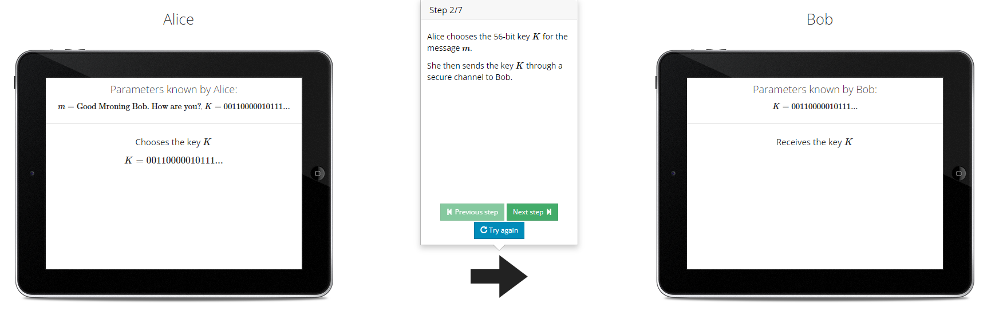 Alice
Parameters known by Alice:
m = Good Mroning Bob. How are you?, K = 00110000010111...
Chooses the key K
K = 00110000010111...
Step 2/7
Alice chooses the 56-bit key K for the
message m.
She then sends the key K through a
secure channel to Bob.
Previous step
Next step
Try again
Bob
Parameters known by Bob:
K = 00110000010111...
Receives the key K